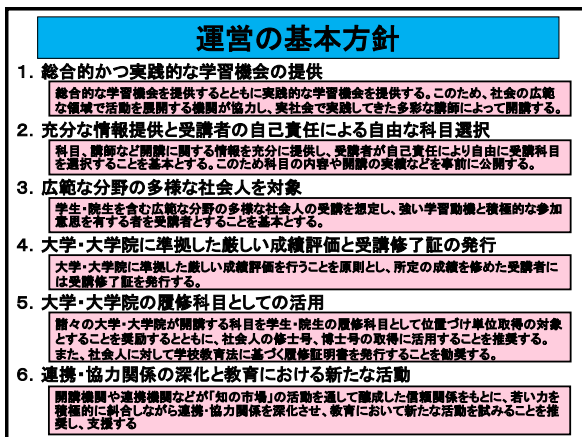 運営の基本方針
1．総合的かつ実践的な学習機会の提供
総合的な学習機会を提供するとともに実践的な学習機会を提供する。このため、社会の広範
な領域で活動を展開する機関が協力し、実社会で実践してきた多彩な講師によって開講する。
2．充分な情報提供と受講者の自己責任による自由な科目選択
科目、講師など開講に関する情報を充分に提供し、受講者が自己責任により自由に受講科目
を選択することを基本とする。このため科目の内容や開講の実績などを事前に公開する。
3．広範な分野の多様な社会人を対象
学生・院生を含む広範な分野の多様な社会人の受講を想定し、強い学習動機と積極的な参加
意思を有する者を受講者とすることを基本とする。
4．大学・大学院に準拠した厳しい成績評価と受講修了証の発行
大学・大学院に準拠した厳しい成績評価を行うことを原則とし、所定の成績を修めた受講者に
は受講修了証を発行する。
5．大学・大学院の履修科目としての活用
諸々の大学・大学院が開講する科目を学生・院生の履修科目として位置づけ単位取得の対象
とすることを奨励するとともに、社会人の修士号、博士号の取得に活用することを推奨する。
また、社会人に対して学校教育法に基づく履修証明書を発行することを勧奨する。
6．連携・協力関係の深化と教育における新たな活動
開講機関や連携機関などが「知の市場」の活動を通して醸成した信頼関係をもとに、若い力を
積極的に糾合しながら連携・協力関係を深化させ、教育において新たな活動を試みることを推
奨し、支援する